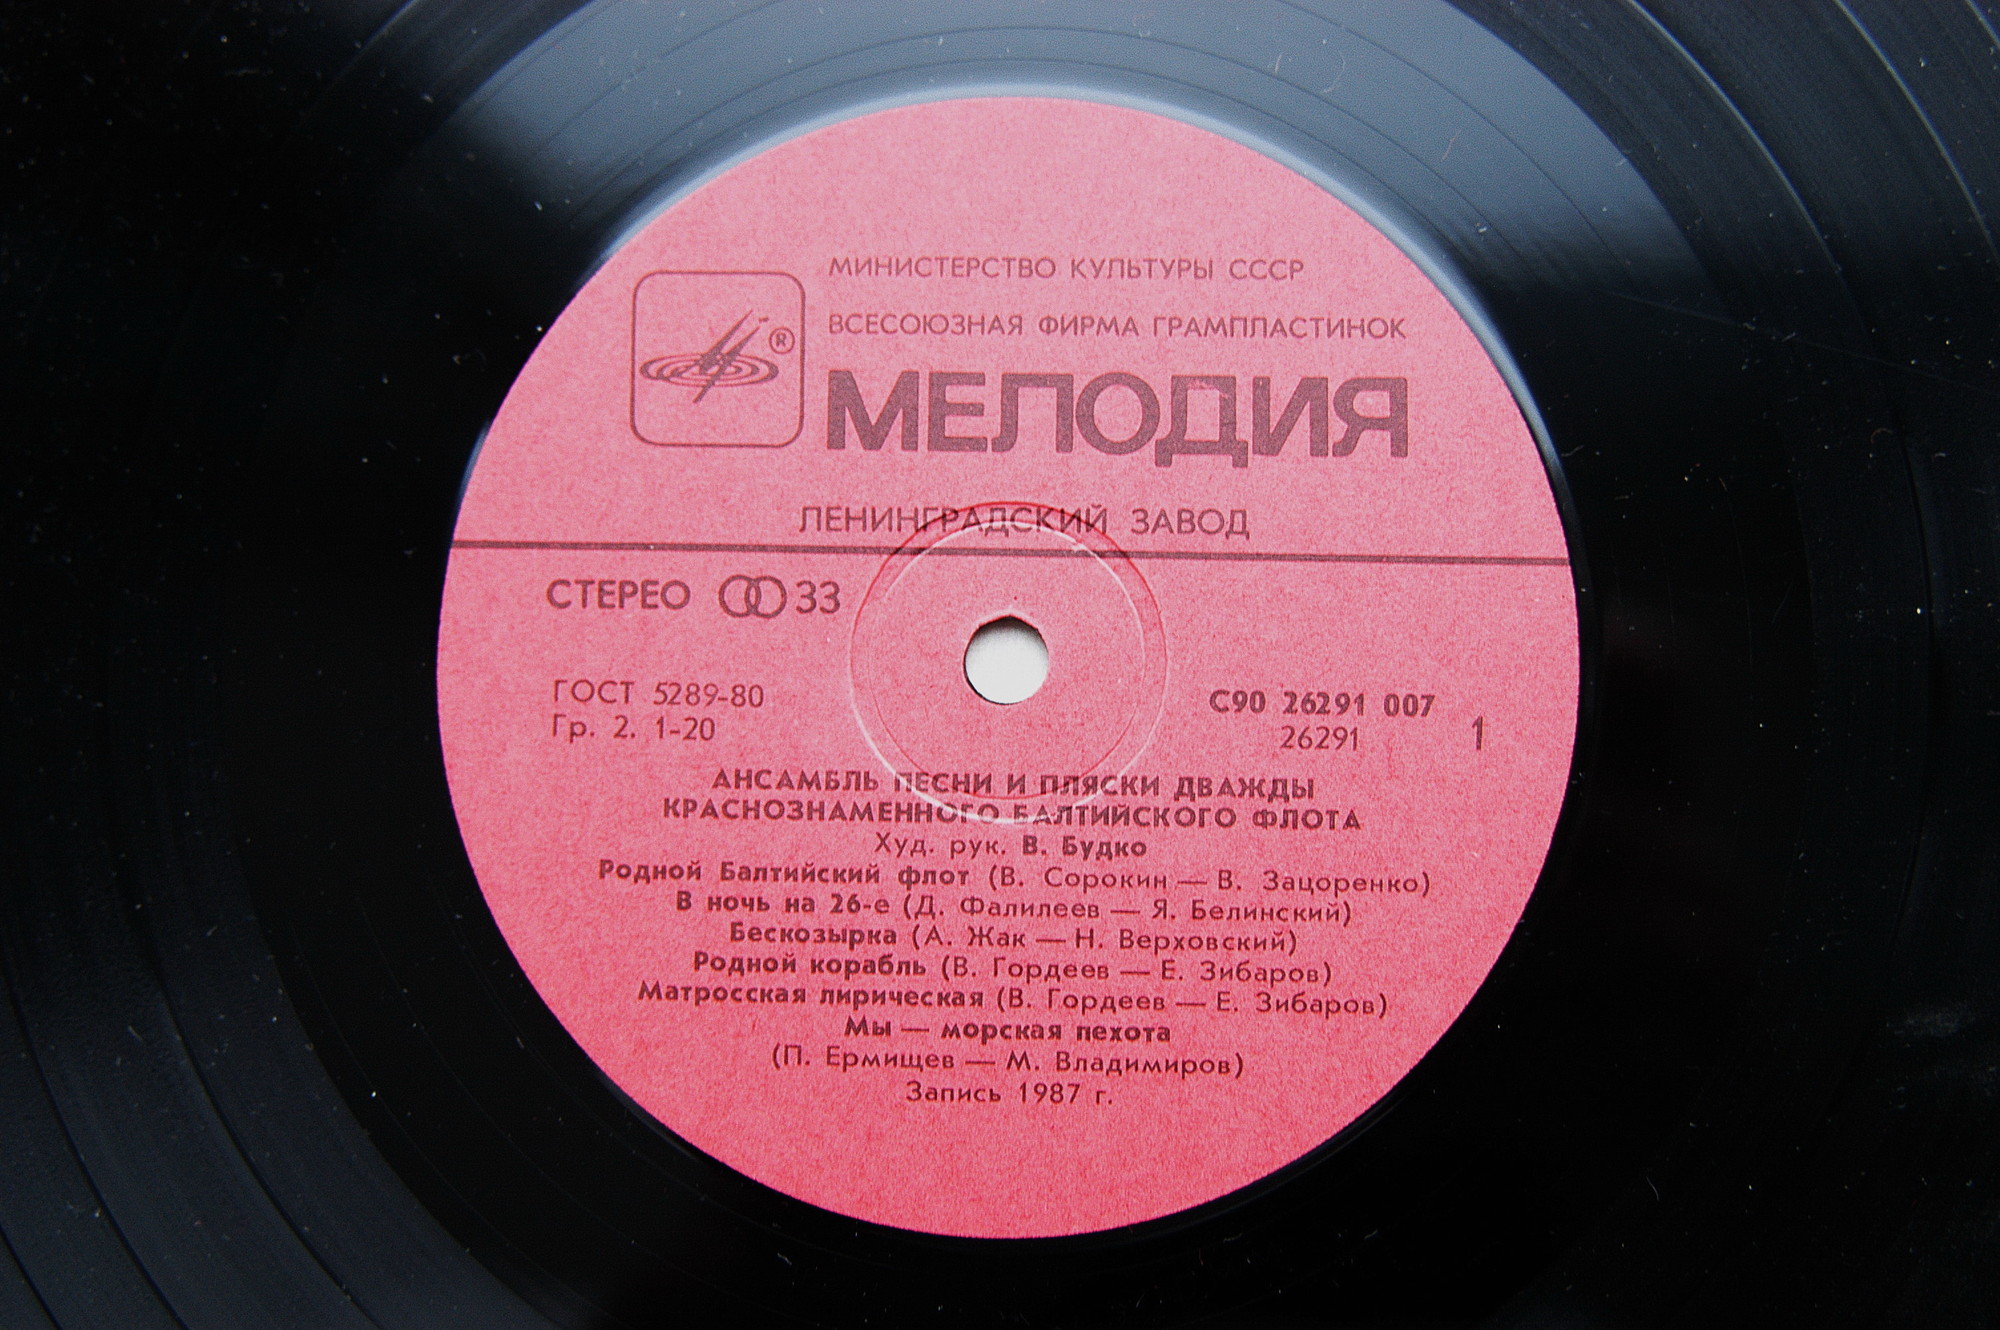 МИНИСТЕРСТВО КУЛЬТУРЫ СССР
ВСЕСОЮЗНАЯ ФИРМА ГРАМПЛАСТИНОК
®
МЕЛОДИЯ
ЛЕНИНГРАДСКИЙ ЗАВОД
СТЕРЕО 33
ГОСТ 5289-80
Гр. 2. 1-20
С90 26291 007
26291
1
АНСАМБЛЬ ПЕСНИ И ПЛЯСКИ ДВАЖДЫ
КРАСНОЗНАМЕННОГО БАЛТИЙСКОГО ФЛОТА
Худ. рук. В. Будко
Родной Балтийский флот (В. Сорокин — В. Зацоренко)
В ночь на 26-е (Д. Фалилеев — Я. Белинский)
Бескозырка (А. Жак — Н. Верховский)
Родной корабль (В. Гордеев — Е. Зибаров)
Матросская лирическая (В. Гордеев — Е. Зибаров)
Мы — морская пехота
(П. Ермищев — М. Владимиров)
Запись 1987 г.